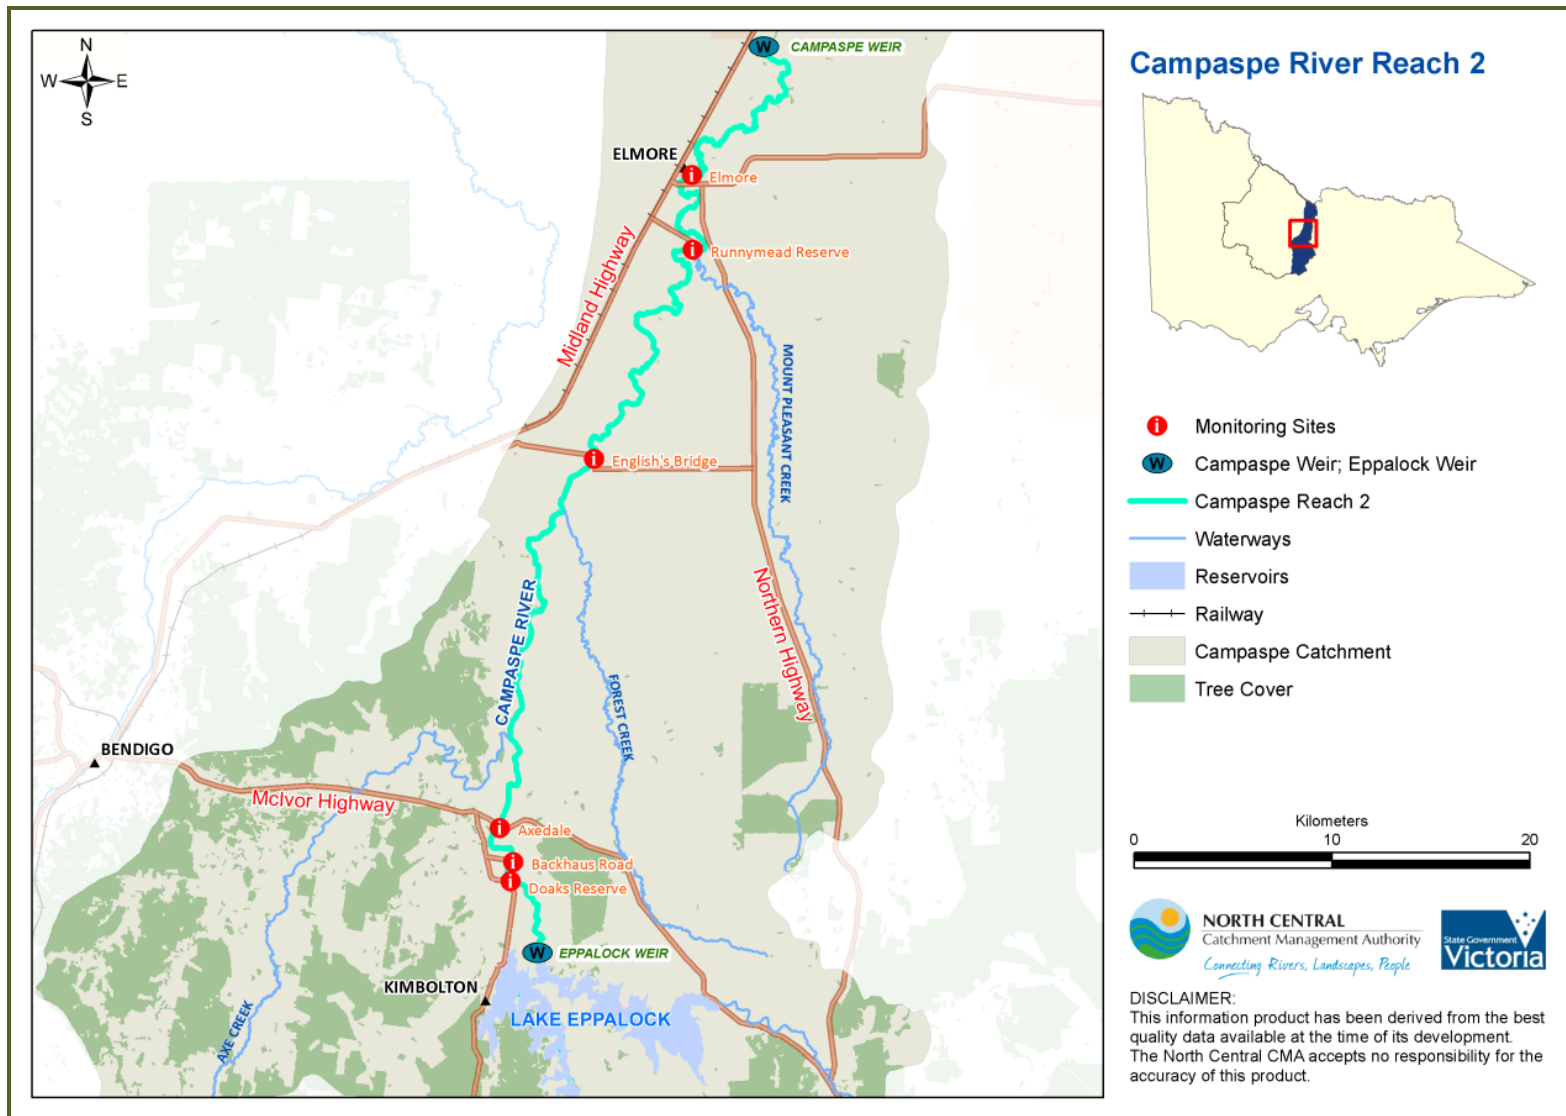 N
W E
S
W CAMPASPE WEIR
ELMORE
i Elmore
i Runnymead Reserve
Midland Highway
MOUNT PLEASANT CREEK
i English's Bridge
CAMPASPE RIVER
Northern Highway
FOREST CREEK
BENDIGO
McIvor Highway
i Axedale
i Backhaus Road
i Doaks Reserve
W EPPALOCK WEIR
KIMBOLTON
LAKE EPPALOCK
AXE CREEK
Campaspe River Reach 2
i Monitoring Sites
W Campaspe Weir; Eppalock Weir
Campaspe Reach 2
Waterways
Reservoirs
Railway
Campaspe Catchment
Tree Cover
Kilometers
0 10 20
NORTH CENTRAL
Catchment Management Authority
Connecting Rivers, Landscapes, People
State Government
Victoria
DISCLAIMER:
This information product has been derived from the best
quality data available at the time of its development.
The North Central CMA accepts no responsibility for the
accuracy of this product.